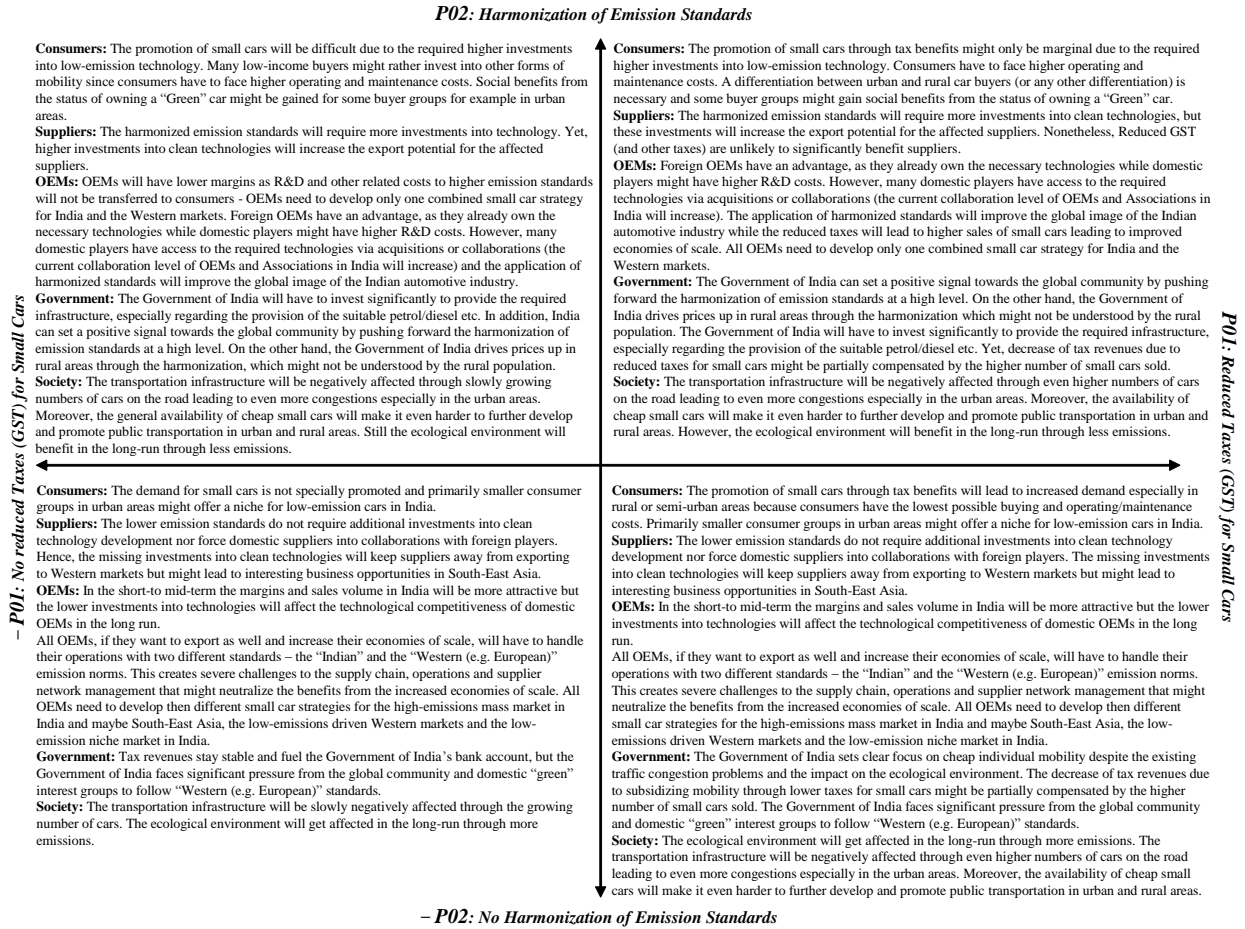 P02: Harmonization of Emission Standards
Consumers: The promotion of small cars will be difficult due to the required higher investments
into low-emission technology. Many low-income buyers might rather invest into other forms of
mobility since consumers have to face higher operating and maintenance costs. Social benefits from
the status of owning a “Green” car might be gained for some buyer groups for example in urban
areas.
Suppliers: The harmonized emission standards will require more investments into technology. Yet,
higher investments into clean technologies will increase the export potential for the affected
suppliers.
OEMs: OEMs will have lower margins as R&D and other related costs to higher emission standards
will not be transferred to consumers - OEMs need to develop only one combined small car strategy
for India and the Western markets. Foreign OEMs have an advantage, as they already own the
necessary technologies while domestic players might have higher R&D costs. However, many
domestic players have access to the required technologies via acquisitions or collaborations (the
current collaboration level of OEMs and Associations in India will increase) and the application of
harmonized standards will improve the global image of the Indian automotive industry.
Government: The Government of India will have to invest significantly to provide the required
infrastructure, especially regarding the provision of the suitable petrol/diesel etc. In addition, India
can set a positive signal towards the global community by pushing forward the harmonization of
emission standards at a high level. On the other hand, the Government of India drives prices up in
rural areas through the harmonization, which might not be understood by the rural population.
Society: The transportation infrastructure will be negatively affected through slowly growing
numbers of cars on the road leading to even more congestions especially in the urban areas.
Moreover, the general availability of cheap small cars will make it even harder to further develop
and promote public transportation in urban and rural areas. Still the ecological environment will
benefit in the long-run through less emissions.
Consumers: The promotion of small cars through tax benefits might only be marginal due to the required
higher investments into low-emission technology. Consumers have to face higher operating and
maintenance costs. A differentiation between urban and rural car buyers (or any other differentiation) is
necessary and some buyer groups might gain social benefits from the status of owning a “Green” car.
Suppliers: The harmonized emission standards will require more investments into clean technologies, but
these investments will increase the export potential for the affected suppliers. Nonetheless, Reduced GST
(and other taxes) are unlikely to significantly benefit suppliers.
OEMs: Foreign OEMs have an advantage, as they already own the necessary technologies while domestic
players might have higher R&D costs. However, many domestic players have access to the required
technologies via acquisitions or collaborations (the current collaboration level of OEMs and Associations in
India will increase). The application of harmonized standards will improve the global image of the Indian
automotive industry while the reduced taxes will lead to higher sales of small cars leading to improved
economies of scale. All OEMs need to develop only one combined small car strategy for India and the
Western markets.
Government: The Government of India can set a positive signal towards the global community by pushing
forward the harmonization of emission standards at a high level. On the other hand, the Government of
India drives prices up in rural areas through the harmonization which might not be understood by the rural
population. The Government of India will have to invest significantly to provide the required infrastructure,
especially regarding the provision of the suitable petrol/diesel etc. Yet, decrease of tax revenues due to
reduced taxes for small cars might be partially compensated by the higher number of small cars sold.
Society: The transportation infrastructure will be negatively affected through even higher numbers of cars
on the road leading to even more congestions especially in the urban areas. Moreover, the availability of
cheap small cars will make it even harder to further develop and promote public transportation in urban and
rural areas. However, the ecological environment will benefit in the long-run through less emissions.
– P01: No reduced Taxes (GST) for Small Cars
P01: Reduced Taxes (GST) for Small Cars
Consumers: The demand for small cars is not specially promoted and primarily smaller consumer
groups in urban areas might offer a niche for low-emission cars in India.
Suppliers: The lower emission standards do not require additional investments into clean
technology development nor force domestic suppliers into collaborations with foreign players.
Hence, the missing investments into clean technologies will keep suppliers away from exporting
to Western markets but might lead to interesting business opportunities in South-East Asia.
OEMs: In the short-to mid-term the margins and sales volume in India will be more attractive but
the lower investments into technologies will affect the technological competitiveness of domestic
OEMs in the long run.
All OEMs, if they want to export as well and increase their economies of scale, will have to handle
their operations with two different standards – the “Indian” and the “Western (e.g. European)”
emission norms. This creates severe challenges to the supply chain, operations and supplier
network management that might neutralize the benefits from the increased economies of scale. All
OEMs need to develop then different small car strategies for the high-emissions mass market in
India and maybe South-East Asia, the low-emissions driven Western markets and the low-
emission niche market in India.
Government: Tax revenues stay stable and fuel the Government of India’s bank account, but the
Government of India faces significant pressure from the global community and domestic “green”
interest groups to follow “Western (e.g. European)” standards.
Society: The transportation infrastructure will be slowly negatively affected through the growing
number of cars. The ecological environment will get affected in the long-run through more
emissions.
Consumers: The promotion of small cars through tax benefits will lead to increased demand especially in
rural or semi-urban areas because consumers have the lowest possible buying and operating/maintenance
costs. Primarily smaller consumer groups in urban areas might offer a niche for low-emission cars in India.
Suppliers: The lower emission standards do not require additional investments into clean technology
development nor force domestic suppliers into collaborations with foreign players. The missing investments
into clean technologies will keep suppliers away from exporting to Western markets but might lead to
interesting business opportunities in South-East Asia.
OEMs: In the short-to mid-term the margins and sales volume in India will be more attractive but the lower
investments into technologies will affect the technological competitiveness of domestic OEMs in the long
run.
All OEMs, if they want to export as well and increase their economies of scale, will have to handle their
operations with two different standards – the “Indian” and the “Western (e.g. European)” emission norms.
This creates severe challenges to the supply chain, operations and supplier network management that might
neutralize the benefits from the increased economies of scale. All OEMs need to develop then different
small car strategies for the high-emissions mass market in India and maybe South-East Asia, the low-
emissions driven Western markets and the low-emission niche market in India.
Government: The Government of India sets clear focus on cheap individual mobility despite the existing
traffic congestion problems and the impact on the ecological environment. The decrease of tax revenues due
to subsidizing mobility through lower taxes for small cars might be partially compensated by the higher
number of small cars sold. The Government of India faces significant pressure from the global community
and domestic “green” interest groups to follow “Western (e.g. European)” standards.
Society: The ecological environment will get affected in the long-run through more emissions. The
transportation infrastructure will be negatively affected through even higher numbers of cars on the road
leading to even more congestions especially in the urban areas. Moreover, the availability of cheap small
cars will make it even harder to further develop and promote public transportation in urban and rural areas.
– P02: No Harmonization of Emission Standards